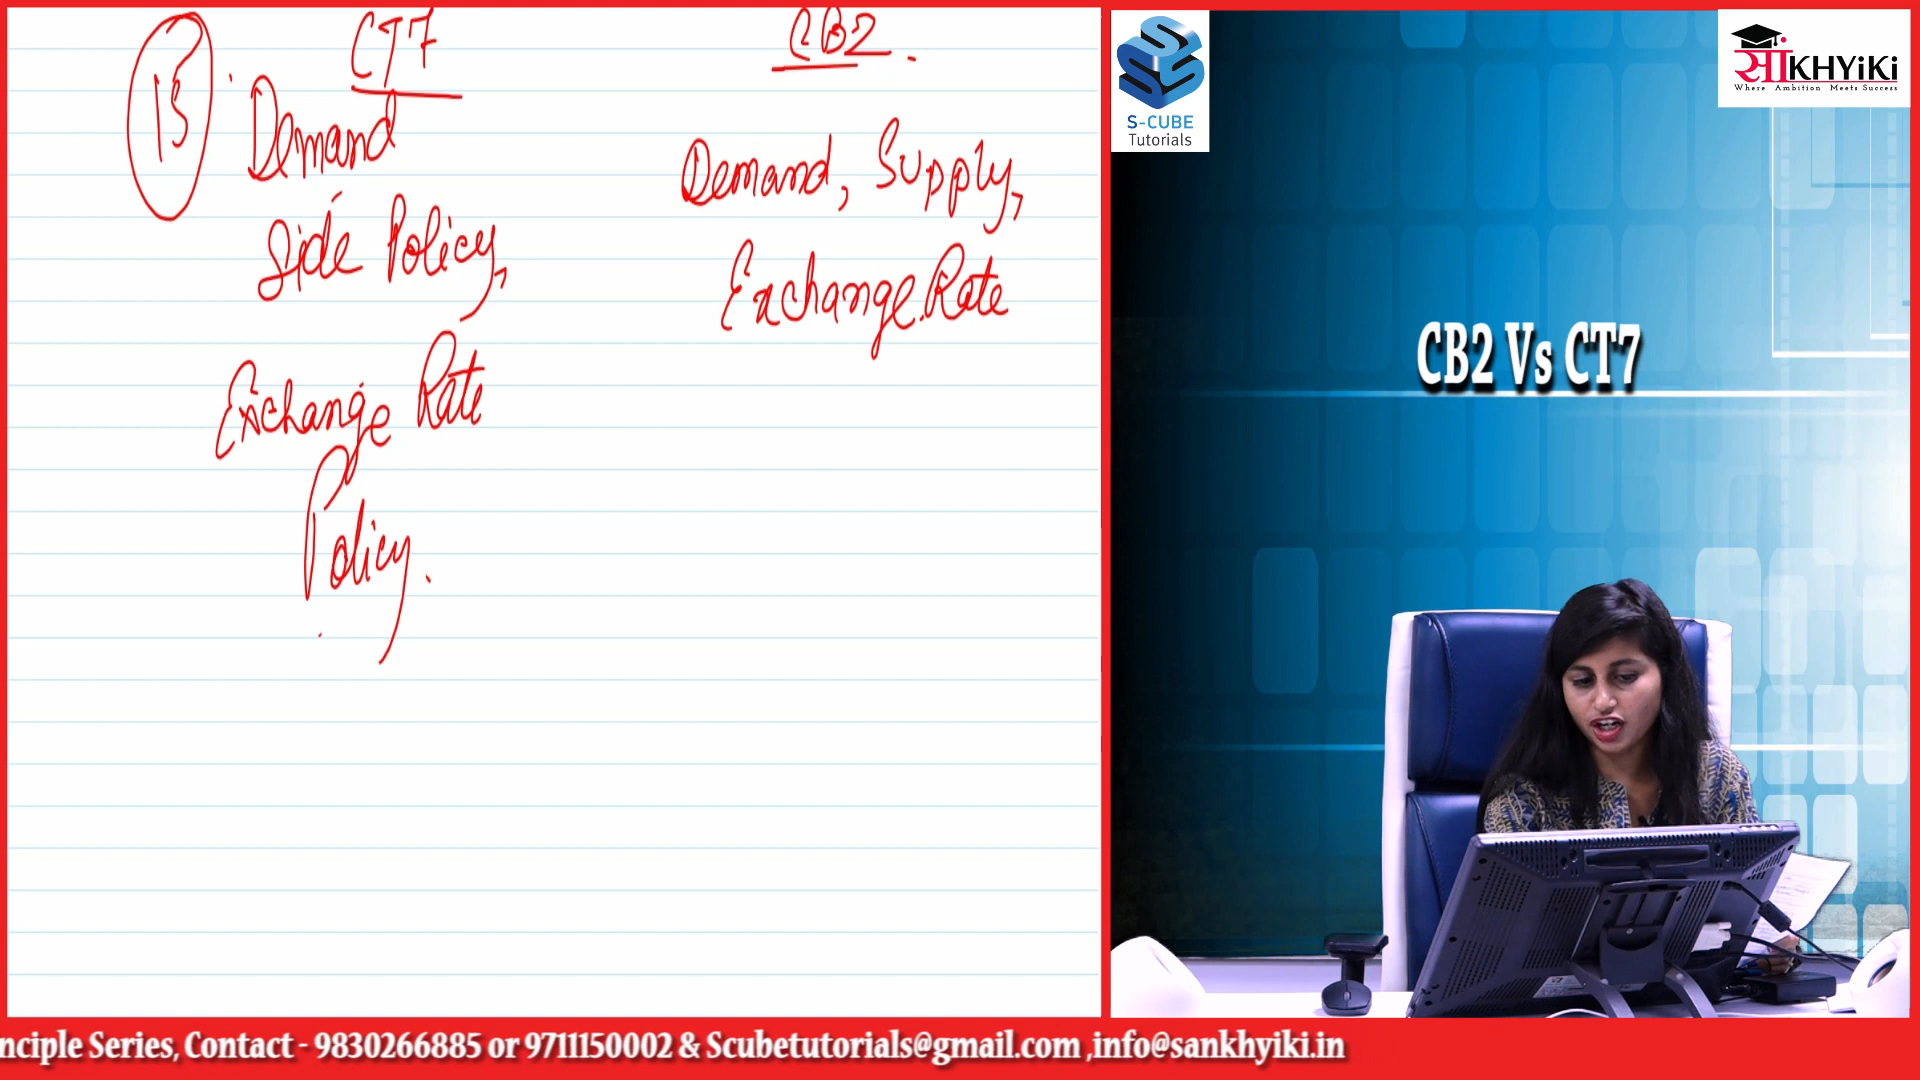 15
CT7
Demand
Side Policy,
Exchange Rate
Policy.
CB2.
Demand, Supply,
Exchange Rate
S-CUBE
Tutorials
सांKHYiKi
Where Ambition Meets Success
CB2 Vs CT7
nciple Series, Contact - 9830266885 or 9711150002 & Scubetutorials@gmail.com ,info@sankhyiki.in